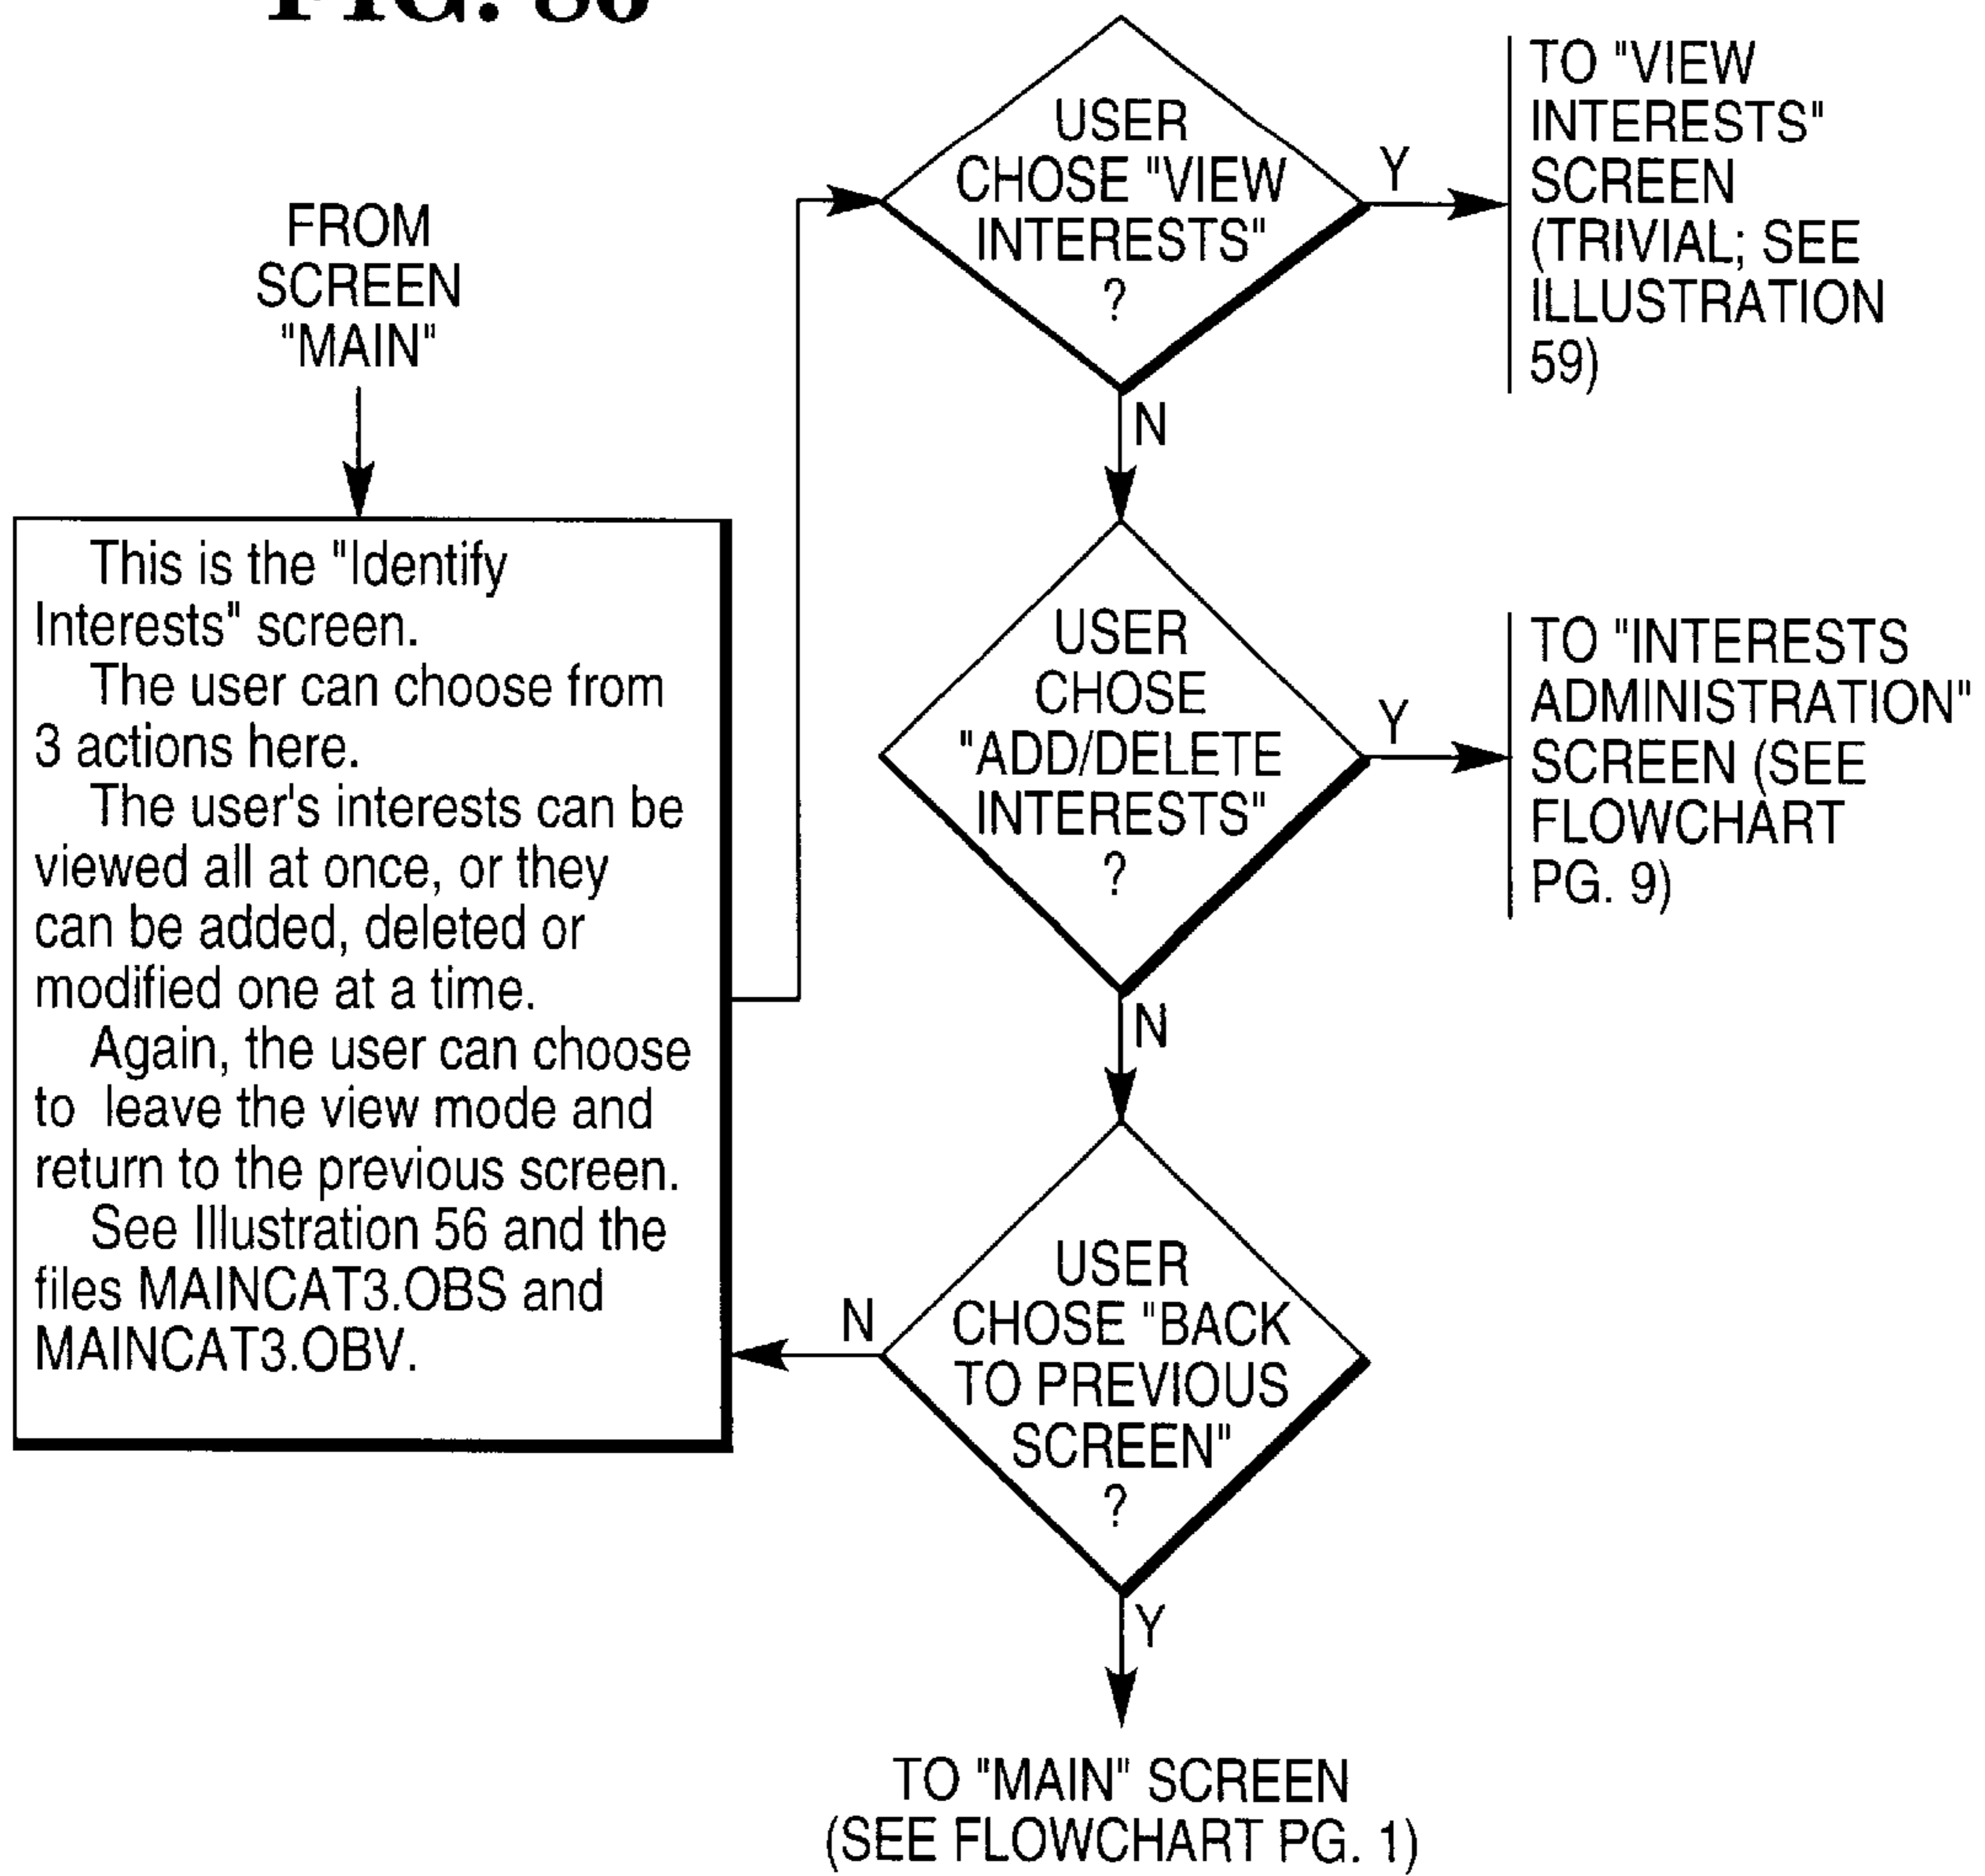 FIG.
FROM
SCREEN
"MAIN"
This is the "Identify
Interests" screen.
The user can choose from
3 actions here.
The user's interests can be
viewed all at once, or they
can be added, deleted or
modified one at a time.
Again, the user can choose
to leave the view mode and
return to the previous screen.
See Illustration 56 and the
files MAINCAT3.OBS and
MAINCAT3.OBV.
USER
CHOSE "VIEW
INTERESTS"
?
Y
TO "VIEW
INTERESTS"
SCREEN
(TRIVIAL; SEE
ILLUSTRATION
59)
N
USER
CHOSE
"ADD/DELETE
INTERESTS"
?
Y
TO "INTERESTS
ADMINISTRATION"
SCREEN (SEE
FLOWCHART
PG. 9)
N
USER
CHOSE "BACK
TO PREVIOUS
SCREEN"
?
N
Y
TO "MAIN" SCREEN
(SEE FLOWCHART PG. 1)